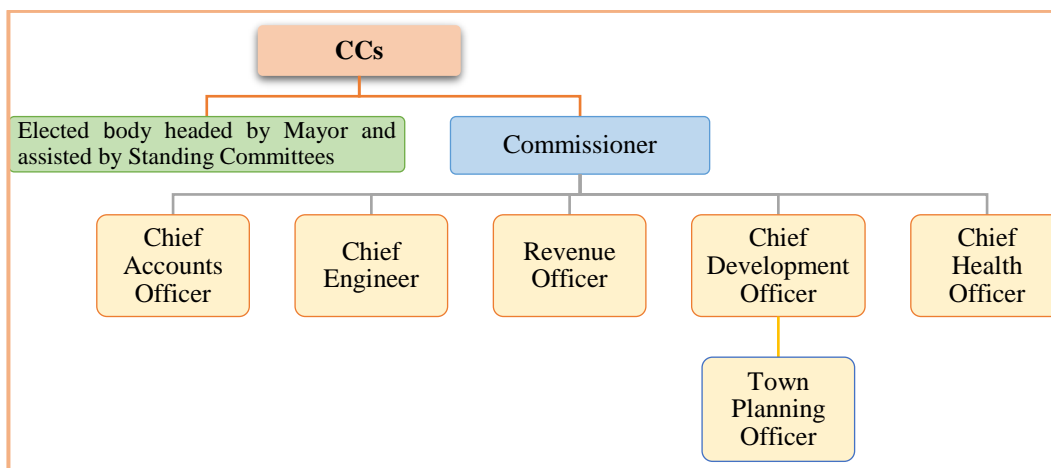 CCs
Elected body headed by Mayor and
assisted by Standing Committees
Commissioner
Chief
Accounts
Officer
Chief
Engineer
Revenue
Officer
Chief
Development
Officer
Chief
Health
Officer
Town
Planning
Officer